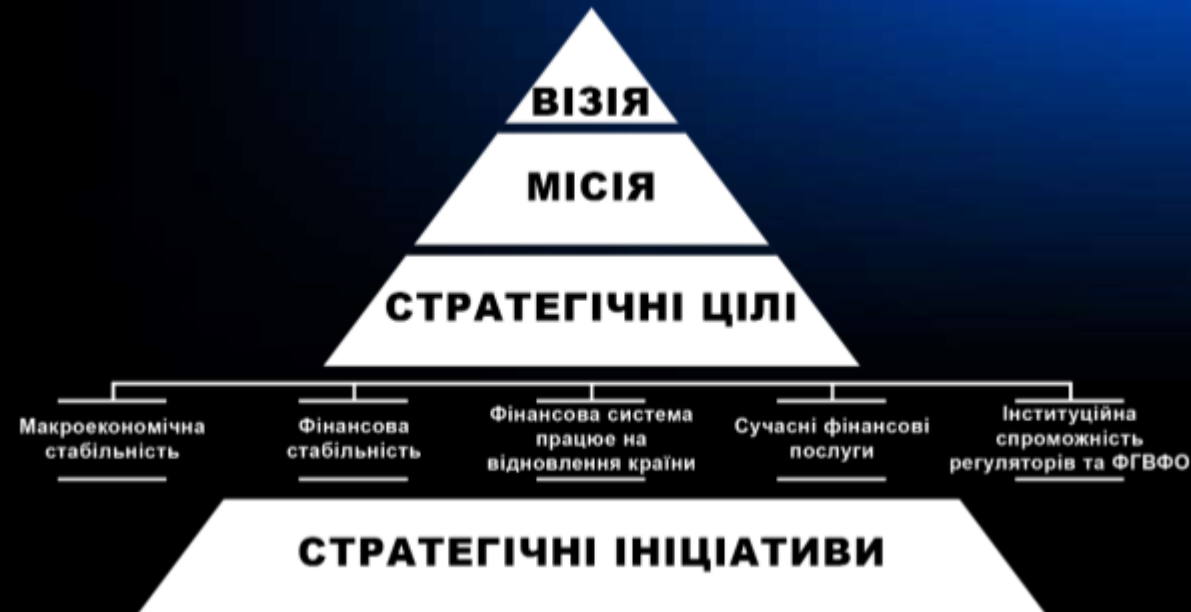 ВІЗІЯ
МІСІЯ
СТРАТЕГІЧНІ ЦІЛІ
Макроекономічна
стабільність
Фінансова
стабільність
Фінансова система
працює на
відновлення країни
Сучасні фінансові
послуги
Інституційна
спроможність
регуляторів та ФГВФО
СТРАТЕГІЧНІ ІНІЦІАТИВИ